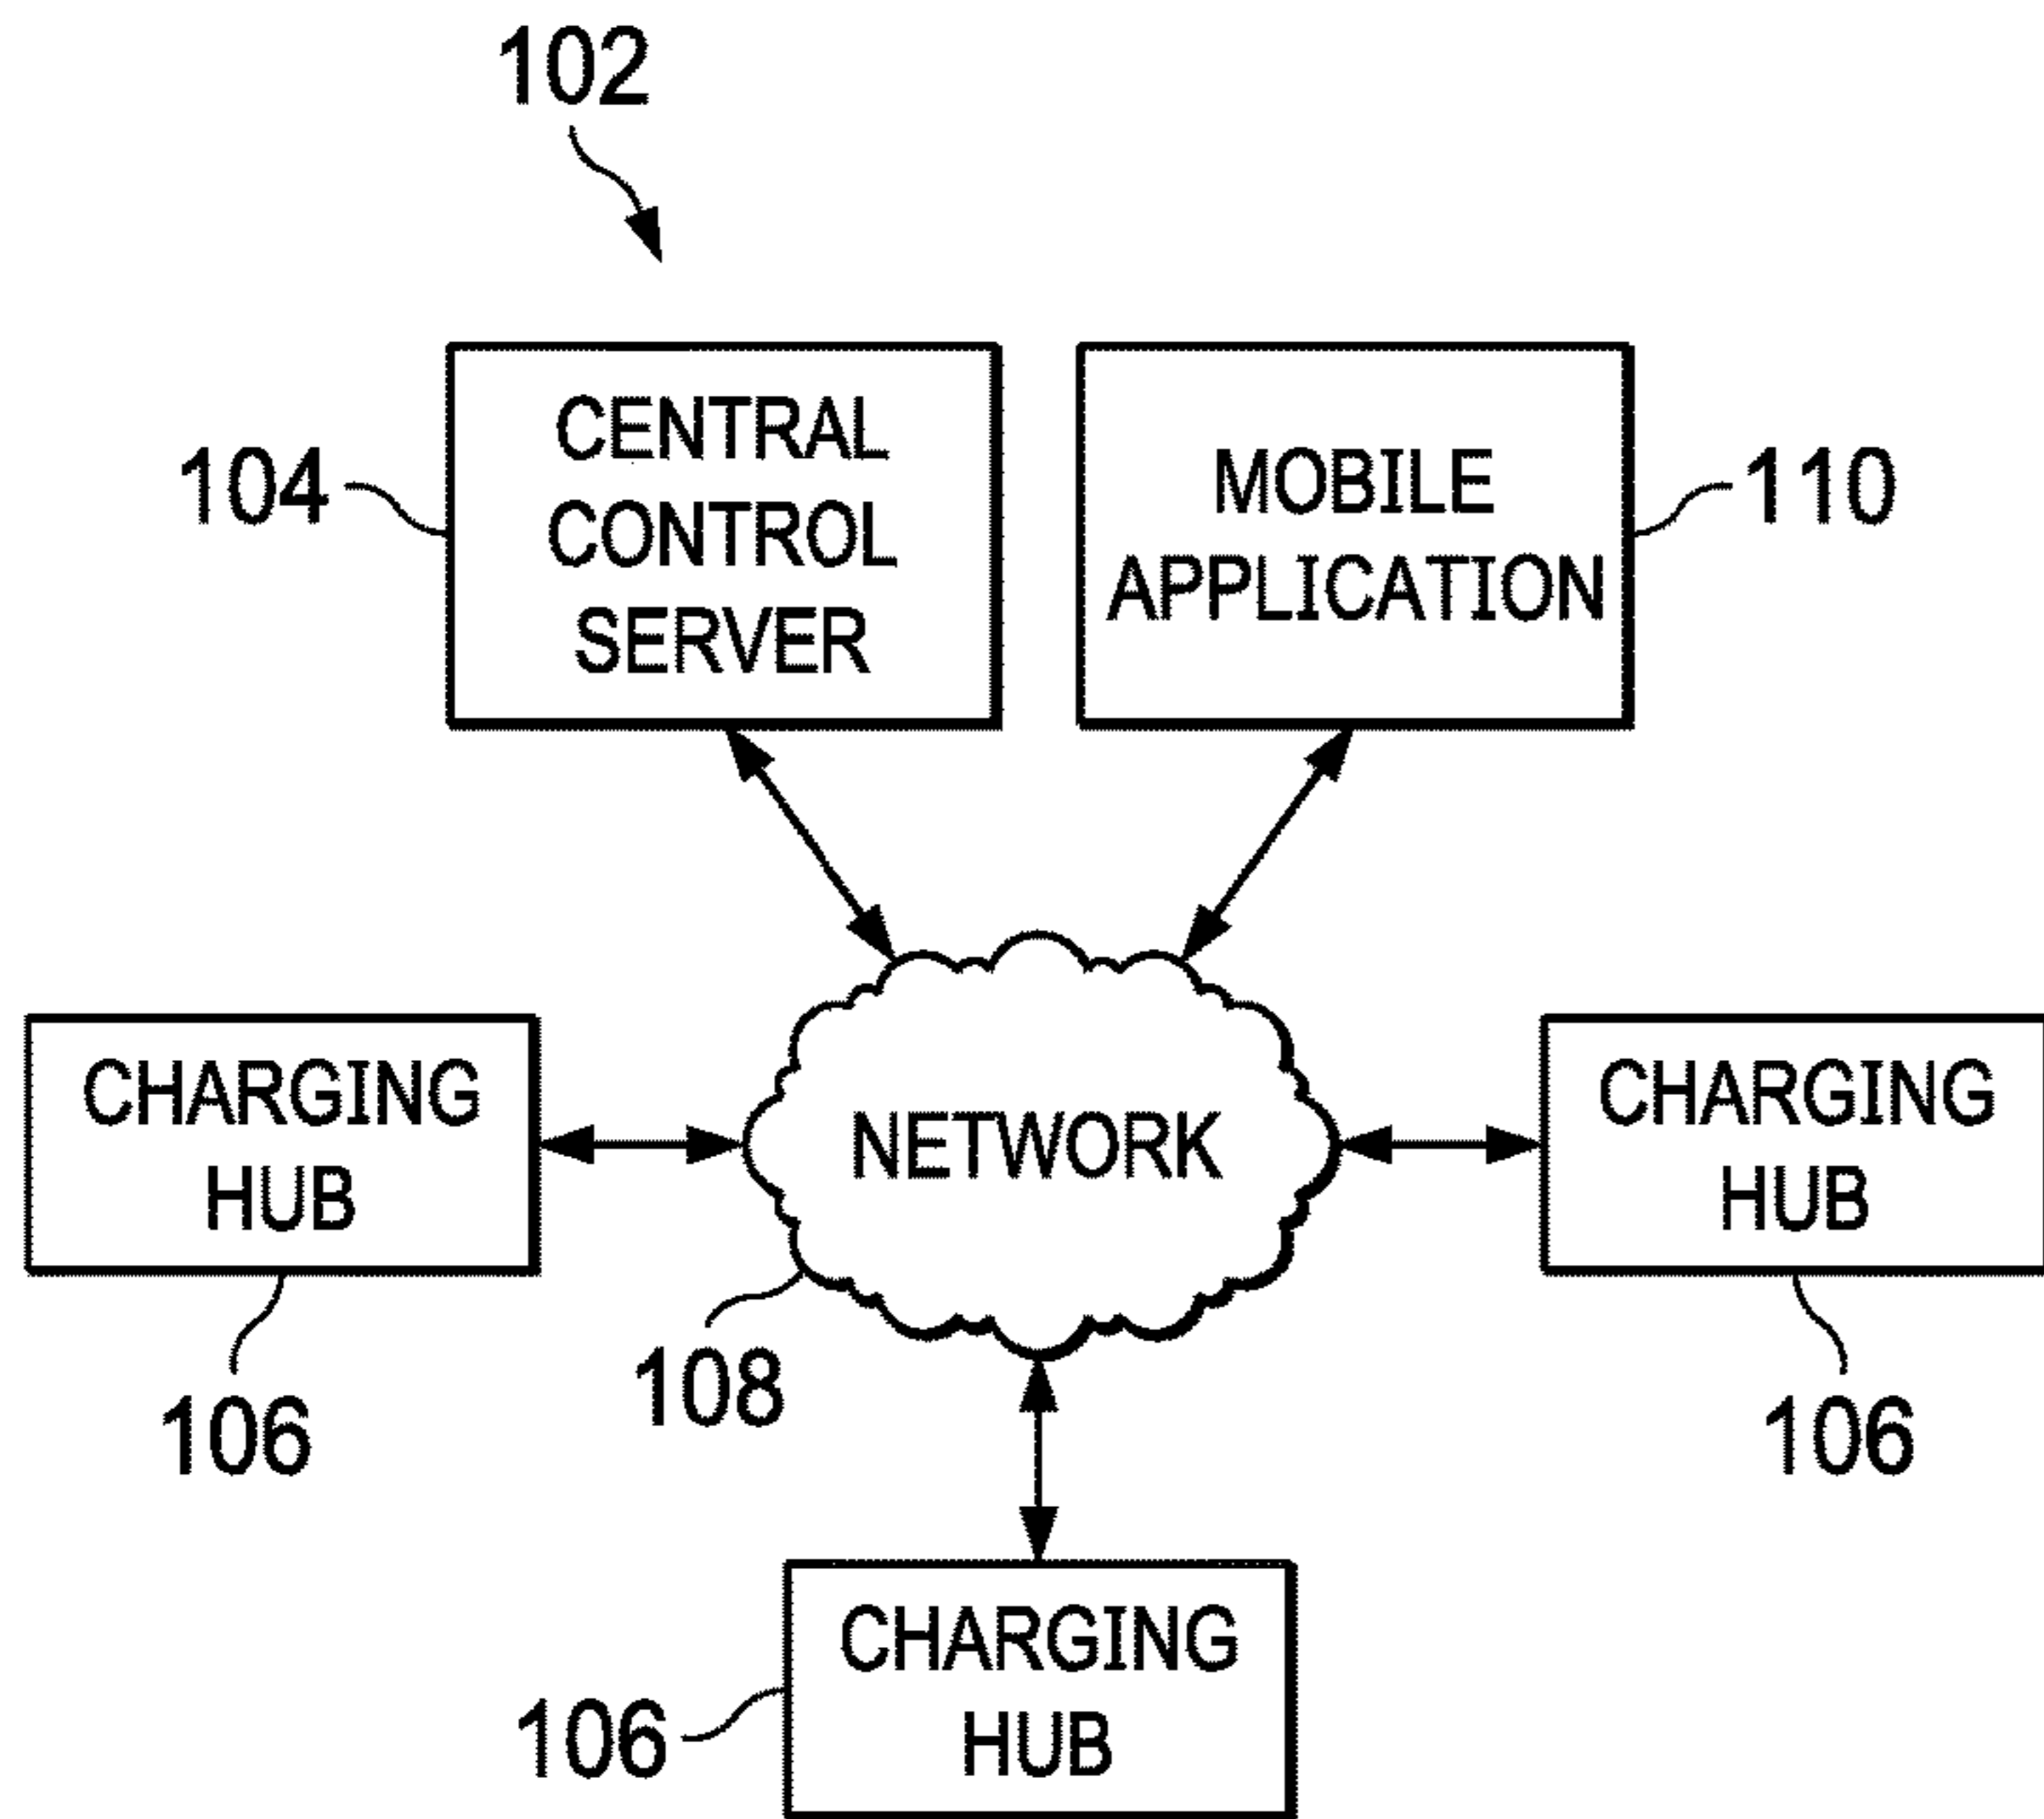 102
CENTRAL
CONTROL
SERVER
104
MOBILE
APPLICATION
110
CHARGING
HUB
106
NETWORK
108
CHARGING
HUB
106
CHARGING
HUB
106